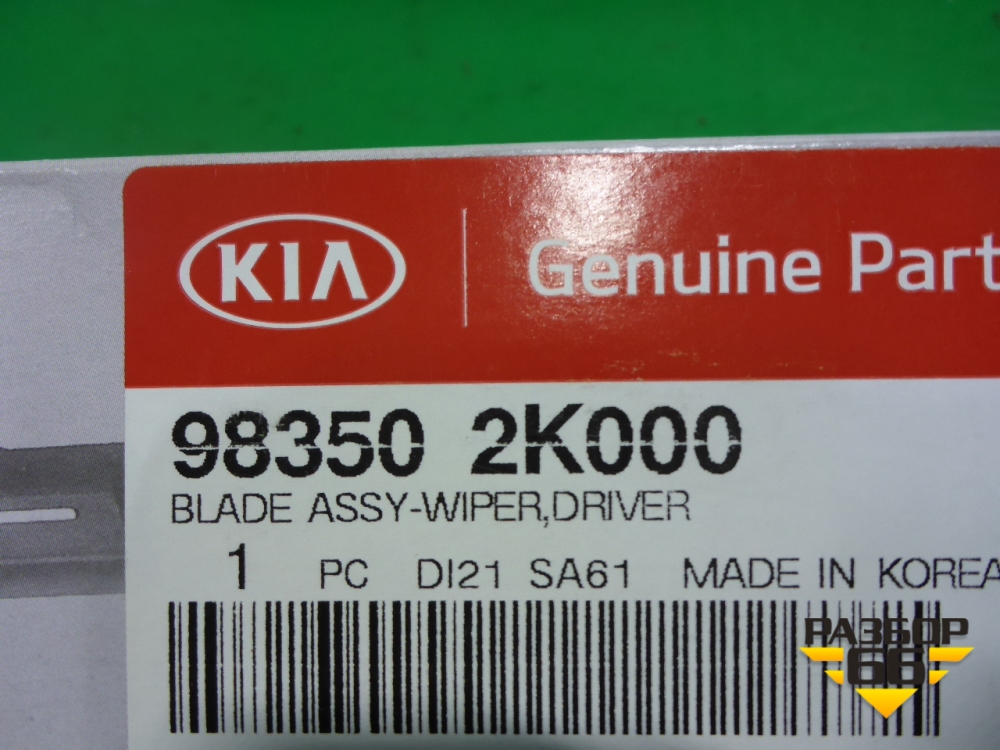 KIA
Genuine Part
98350 2K000
BLADE ASSY-WIPER,DRIVER
1 PC DI21 SA61 MADE IN KOREA
РАЗБОР
66